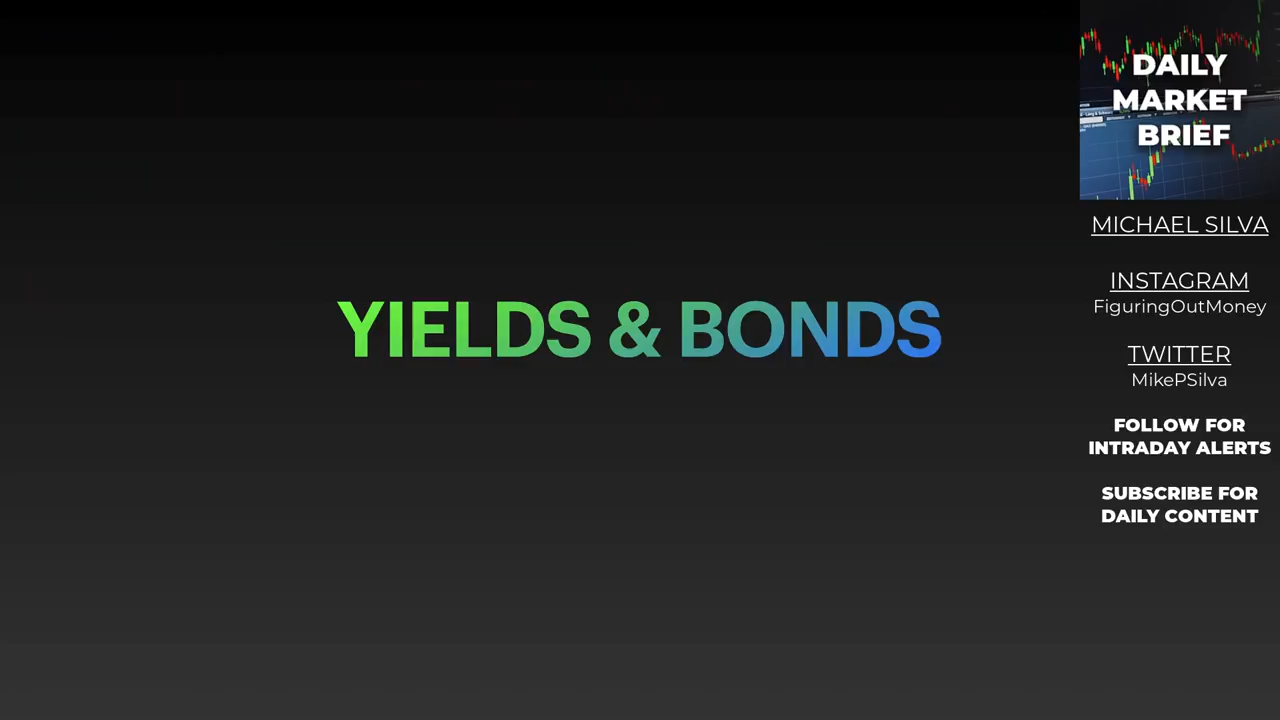 YIELDS & BONDS
DAILY
MARKET
BRIEF
MICHAEL SILVA
INSTAGRAM
FiguringOutMoney
TWITTER
MikePSilva
FOLLOW FOR
INTRADAY ALERTS
SUBSCRIBE FOR
DAILY CONTENT